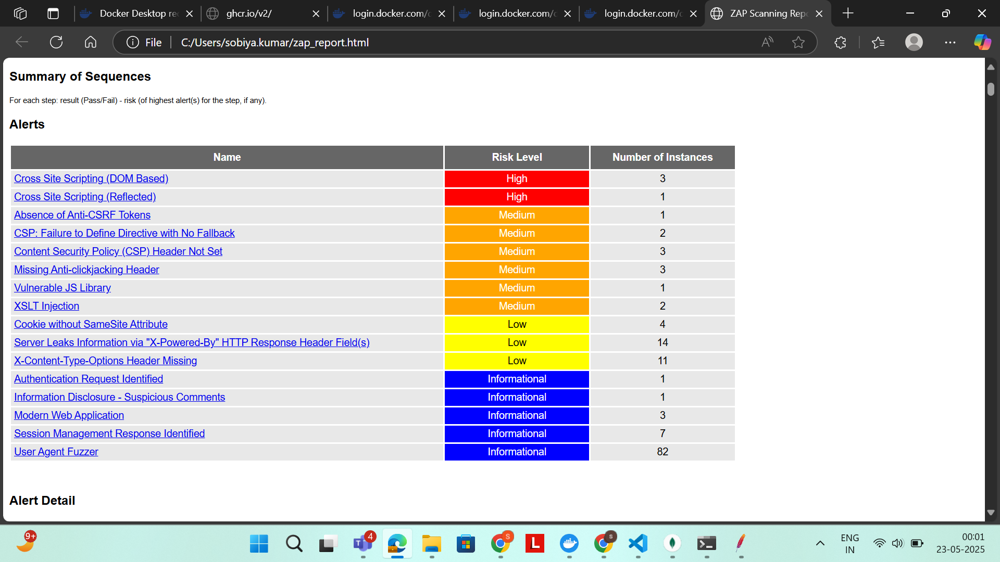 Docker Desktop re
ghcr.io/v2/
login.docker.com/
login.docker.com/
login.docker.com/
ZAP Scanning Rep
File
C:/Users/sobiya.kumar/zap_report.html
Summary of Sequences
For each step: result (Pass/Fail) - risk (of highest alert(s) for the step, if any).
Alerts
Name Risk Level Number of Instances
Cross Site Scripting (DOM Based) High 3
Cross Site Scripting (Reflected) High 1
Absence of Anti-CSRF Tokens Medium 1
CSP: Failure to Define Directive with No Fallback Medium 2
Content Security Policy (CSP) Header Not Set Medium 3
Missing Anti-clickjacking Header Medium 3
Vulnerable JS Library Medium 1
XSLT Injection Medium 2
Cookie without SameSite Attribute Low 4
Server Leaks Information via "X-Powered-By" HTTP Response Header Field(s) Low 14
X-Content-Type-Options Header Missing Low 11
Authentication Request Identified Informational 1
Information Disclosure - Suspicious Comments Informational 1
Modern Web Application Informational 3
Session Management Response Identified Informational 7
User Agent Fuzzer Informational 82
Alert Detail
9+
4
S
L
S
ENG
IN
00:01
23-05-2025